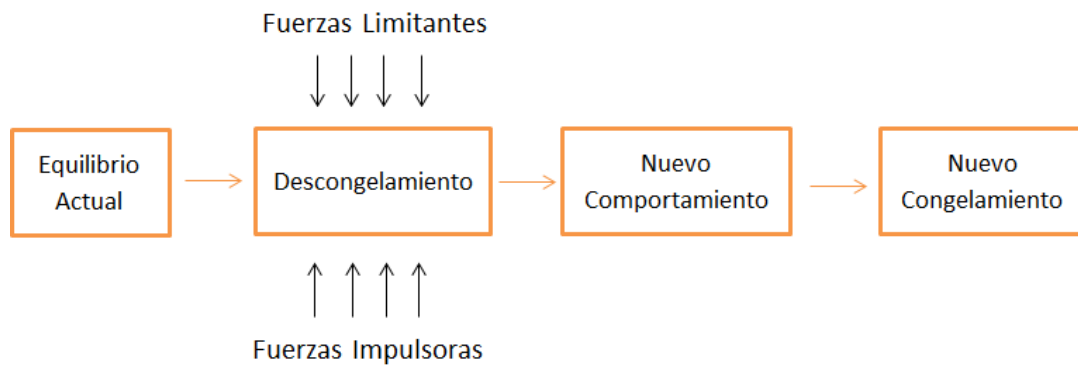 Fuerzas Limitantes
Equilibrio
Actual
Descongelamiento
Nuevo
Comportamiento
Nuevo
Congelamiento
Fuerzas Impulsoras